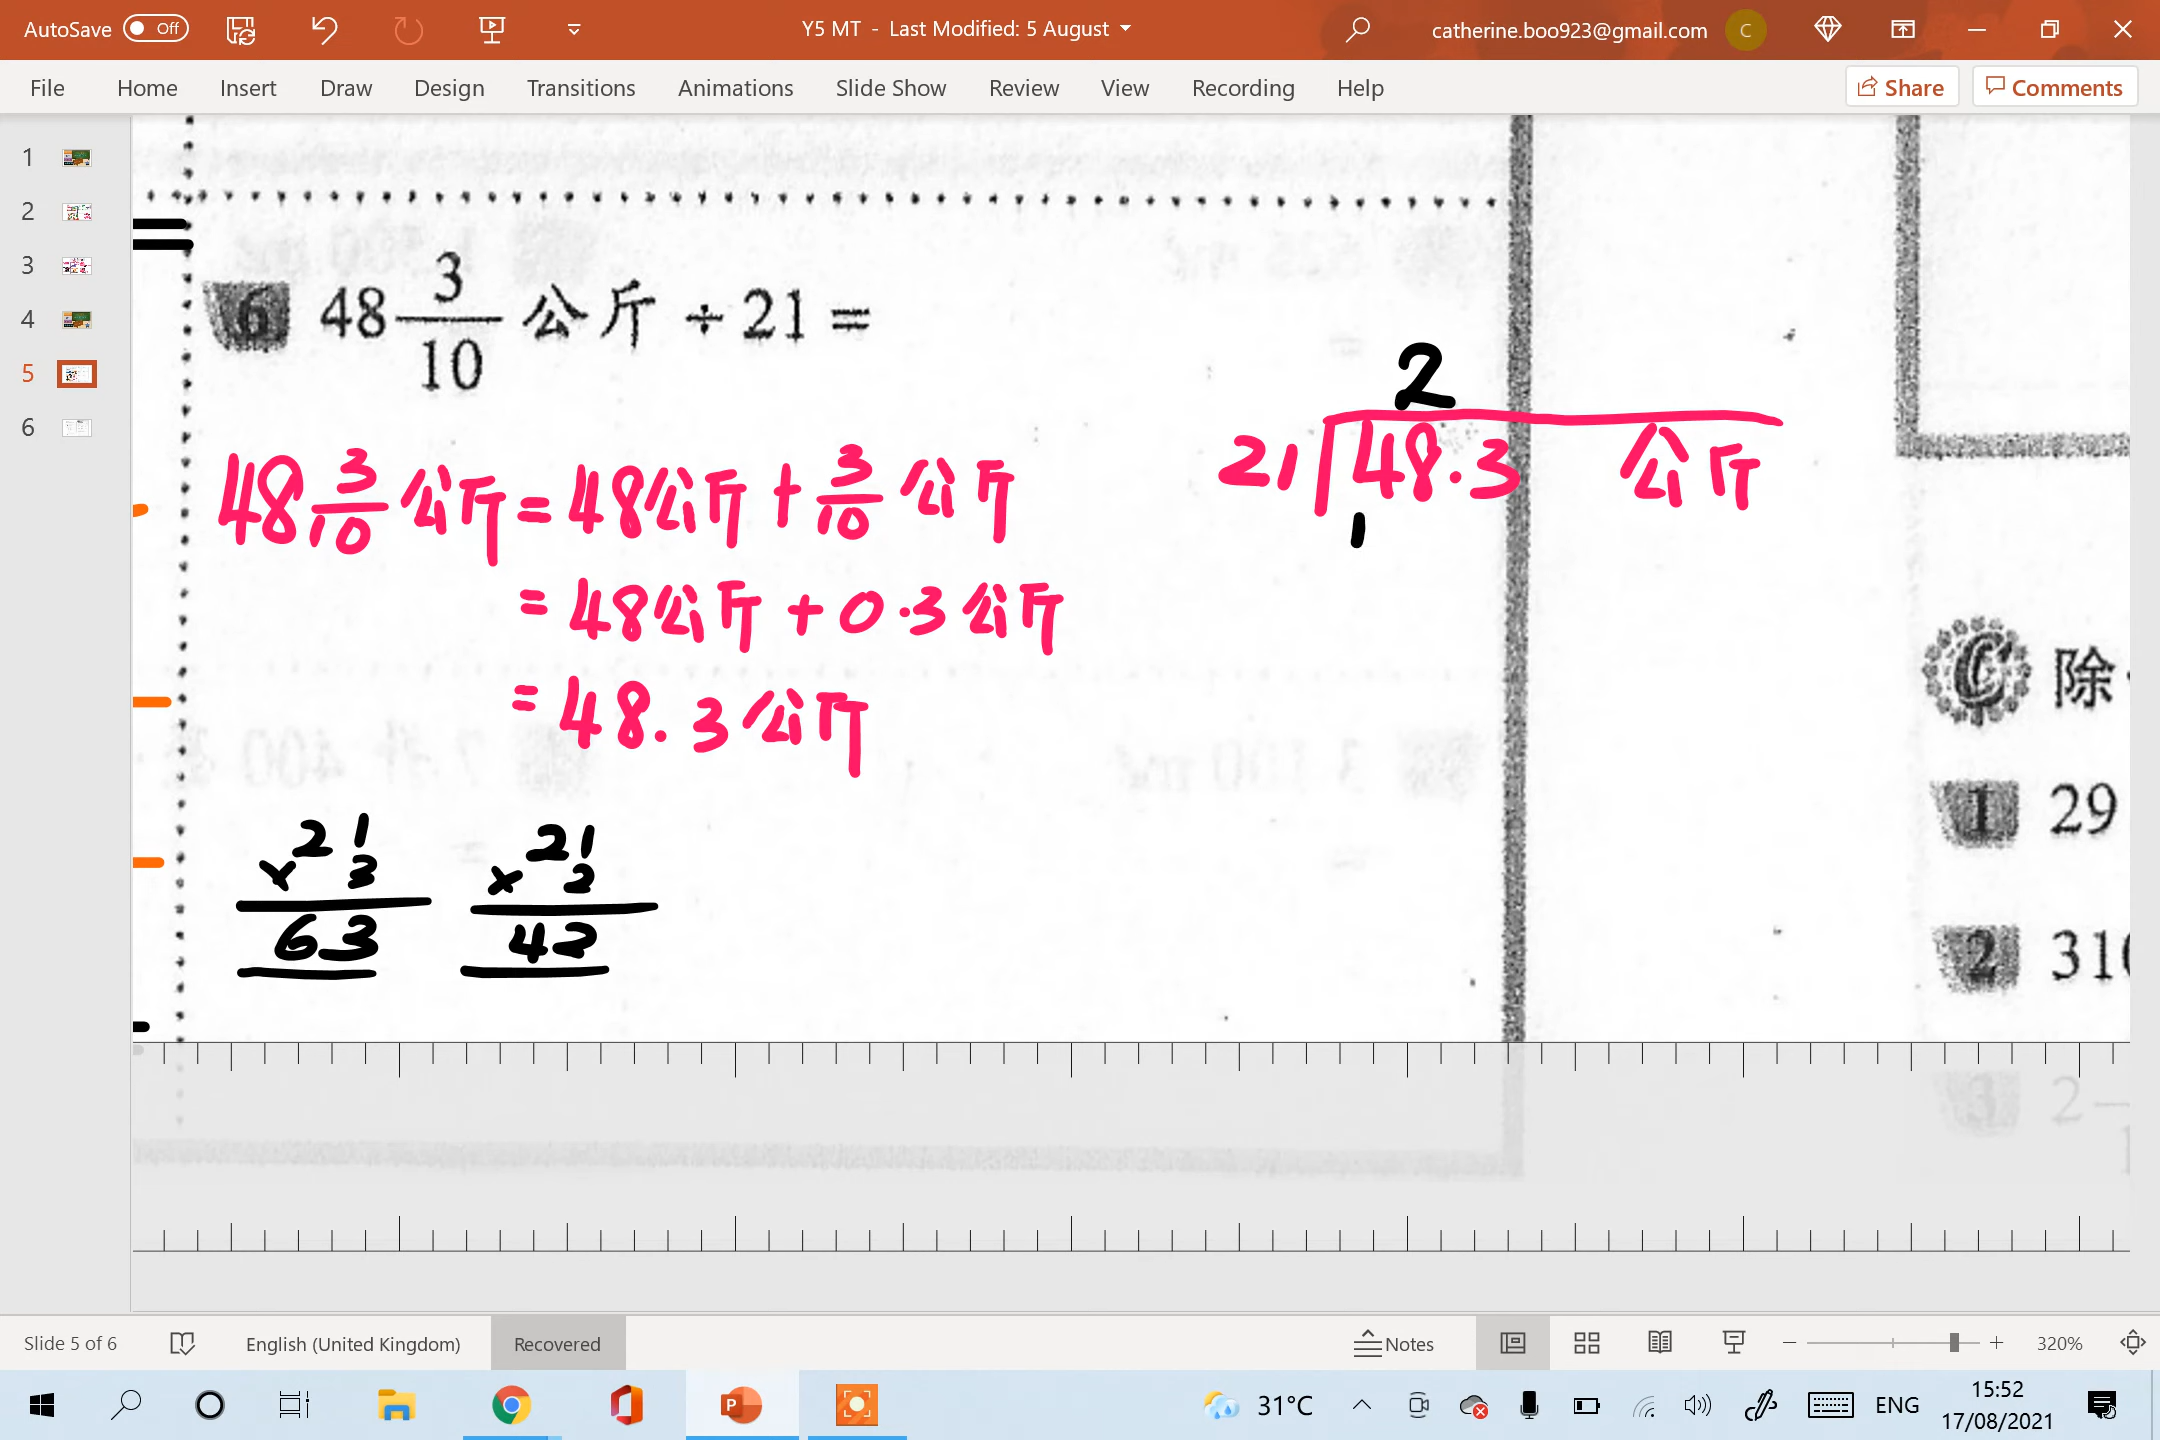 AutoSave Off Y5 MT - Last Modified: 5 August catherine.boo923@gmail.com C
File Home Insert Draw Design Transitions Animations Slide Show Review View Recording Help Share Comments
1
2
3
4
5
6
=
6 48 3/10 公斤 ÷ 21 =
48 3/10 公斤 = 48公斤 + 3/10 公斤
= 48公斤 + 0.3公斤
= 48.3公斤
2
21 48.3 公斤
1
21
× 3
63
21
× 2
42
C 除
1 29
2 31
3 2
Slide 5 of 6 English (United Kingdom) Recovered Notes 320%
31°C ENG 15:52
17/08/2021